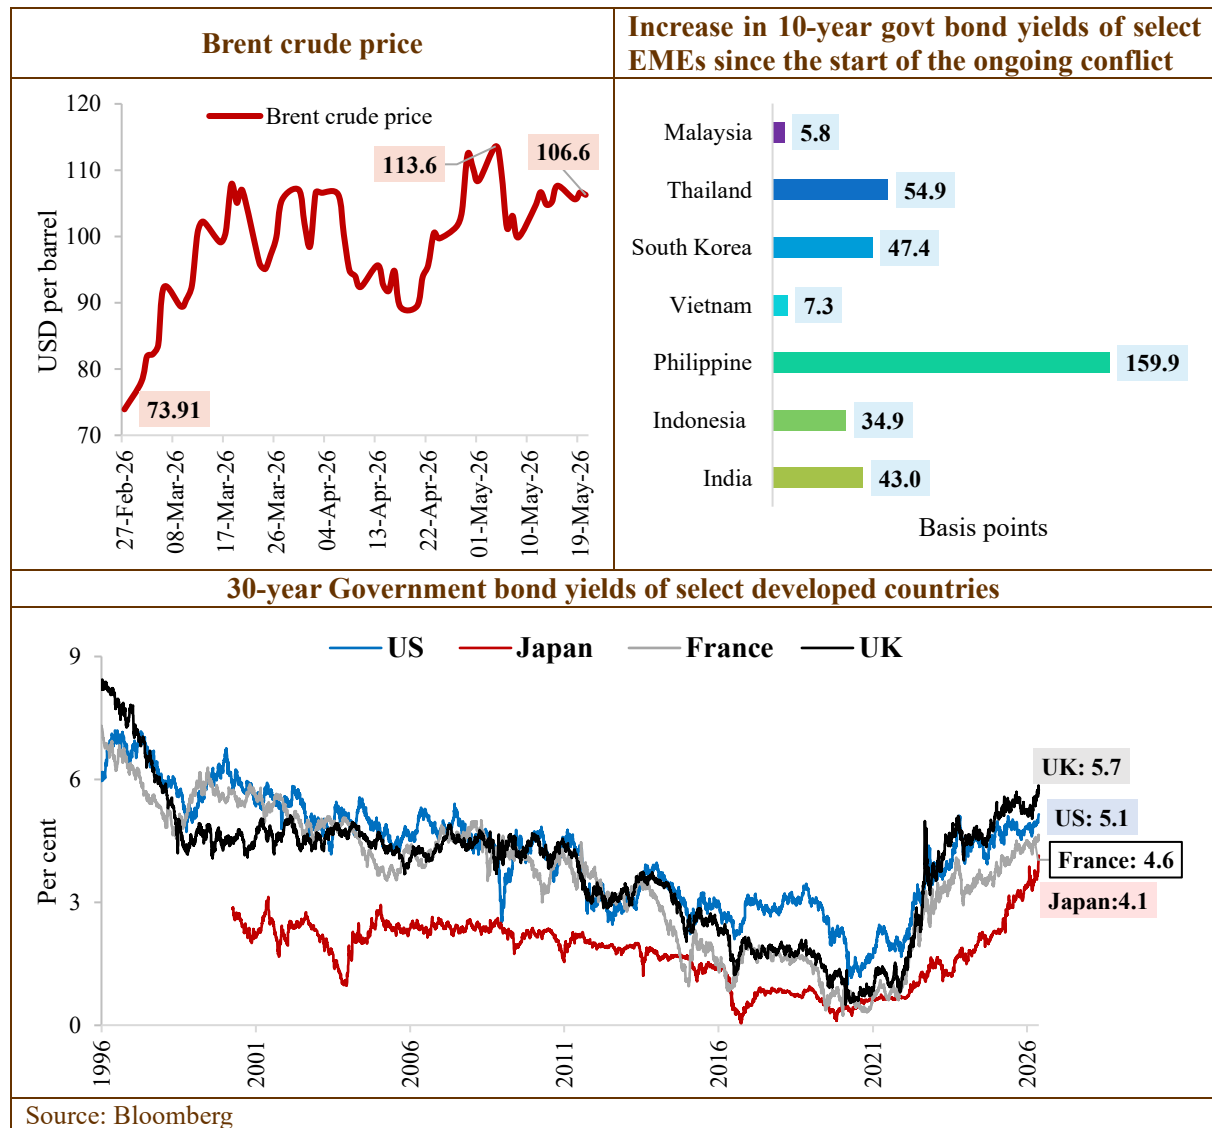 Brent crude price
Increase in 10-year govt bond yields of select
EMEs since the start of the ongoing conflict
Brent crude price
USD per barrel
120
110
100
90
80
70
113.6
106.6
73.91
27-Feb-26
08-Mar-26
17-Mar-26
26-Mar-26
04-Apr-26
13-Apr-26
22-Apr-26
01-May-26
10-May-26
19-May-26
Malaysia
5.8
Thailand
54.9
South Korea
47.4
Vietnam
7.3
Philippine
159.9
Indonesia
34.9
India
43.0
Basis points
30-year Government bond yields of select developed countries
US
Japan
France
UK
Per cent
9
6
3
0
UK: 5.7
US: 5.1
France: 4.6
Japan:4.1
1996
2001
2006
2011
2016
2021
2026
Source: Bloomberg